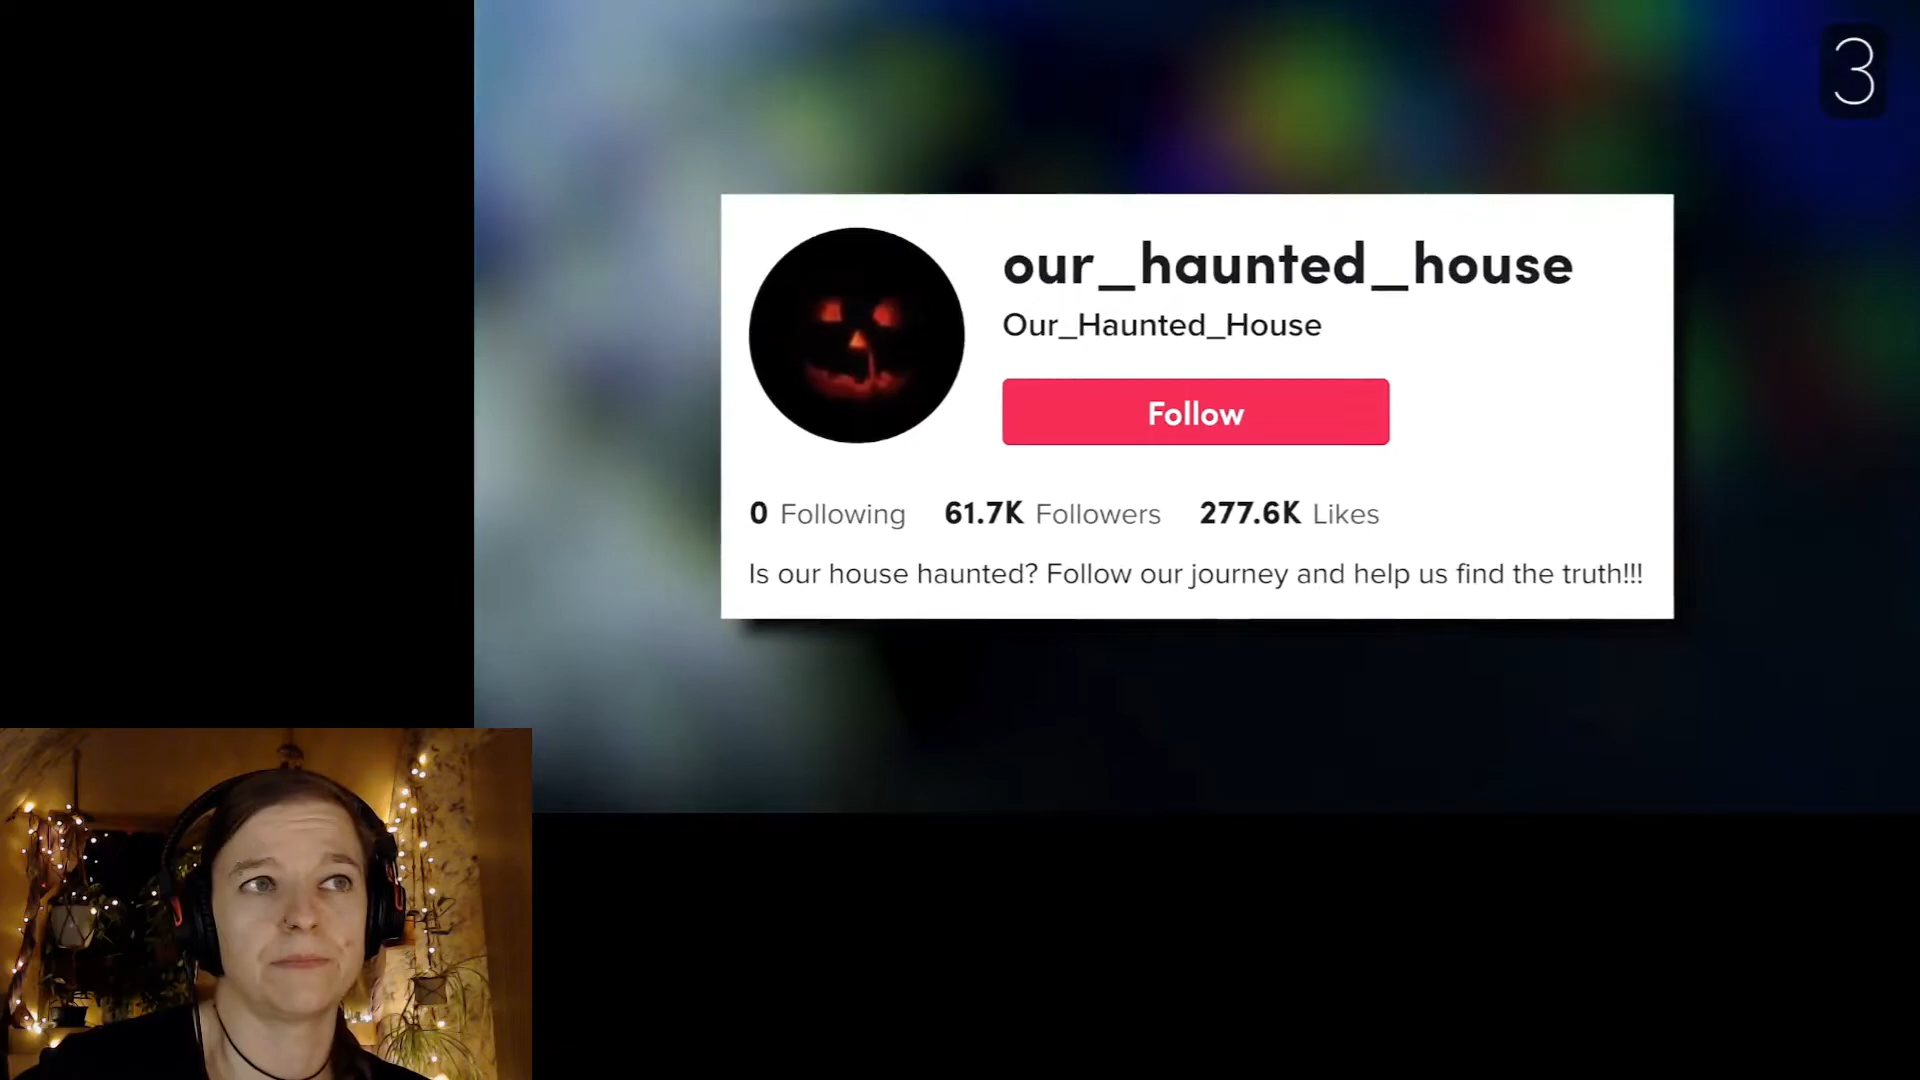 3
our_haunted_house
Our_Haunted_House
Follow
0 Following 61.7K Followers 277.6K Likes
Is our house haunted? Follow our journey and help us find the truth!!!